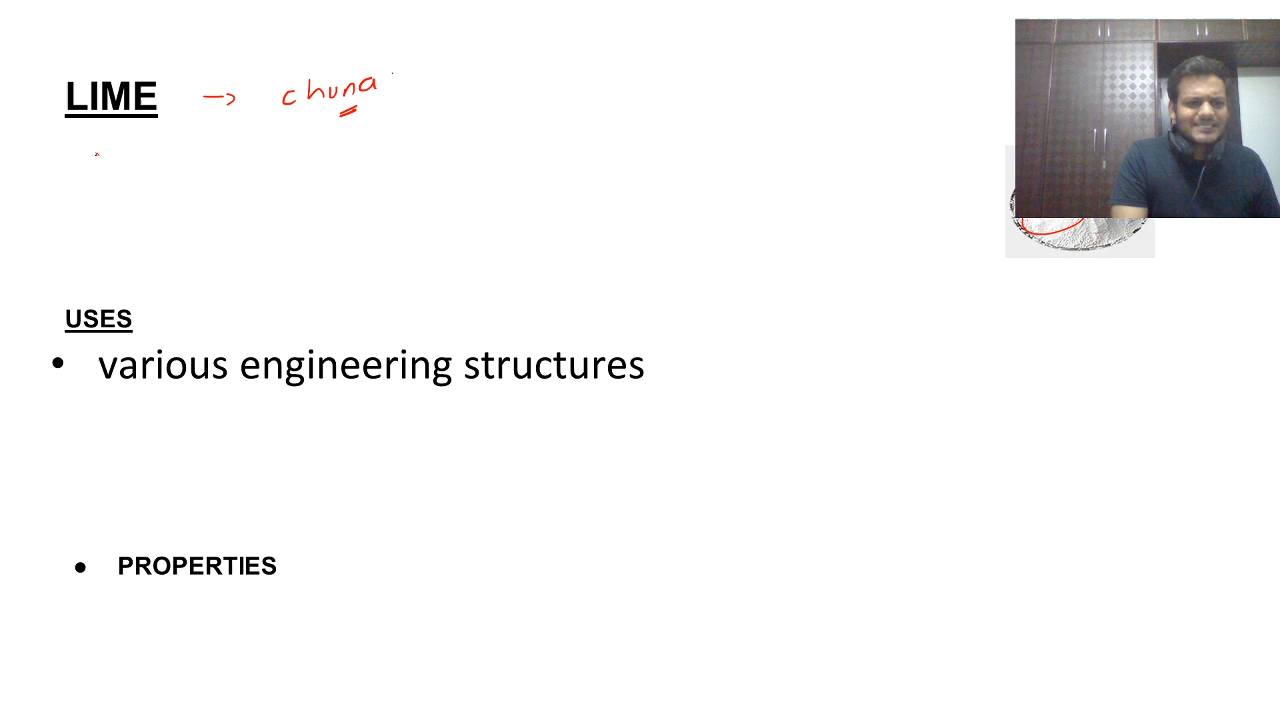 LIME → chuna
USES
• various engineering structures
● PROPERTIES